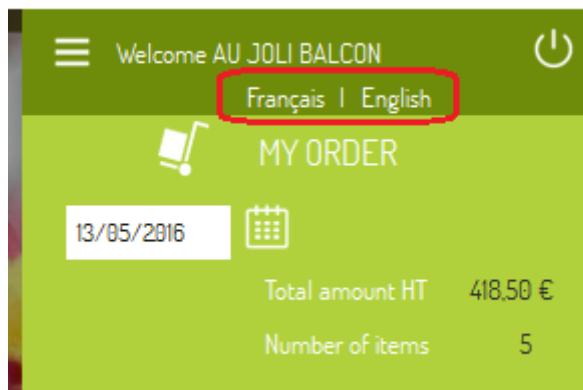 Welcome AU JOLI BALCON
Français | English
MY ORDER
13/05/2016
Total amount HT 418,50 €
Number of items 5